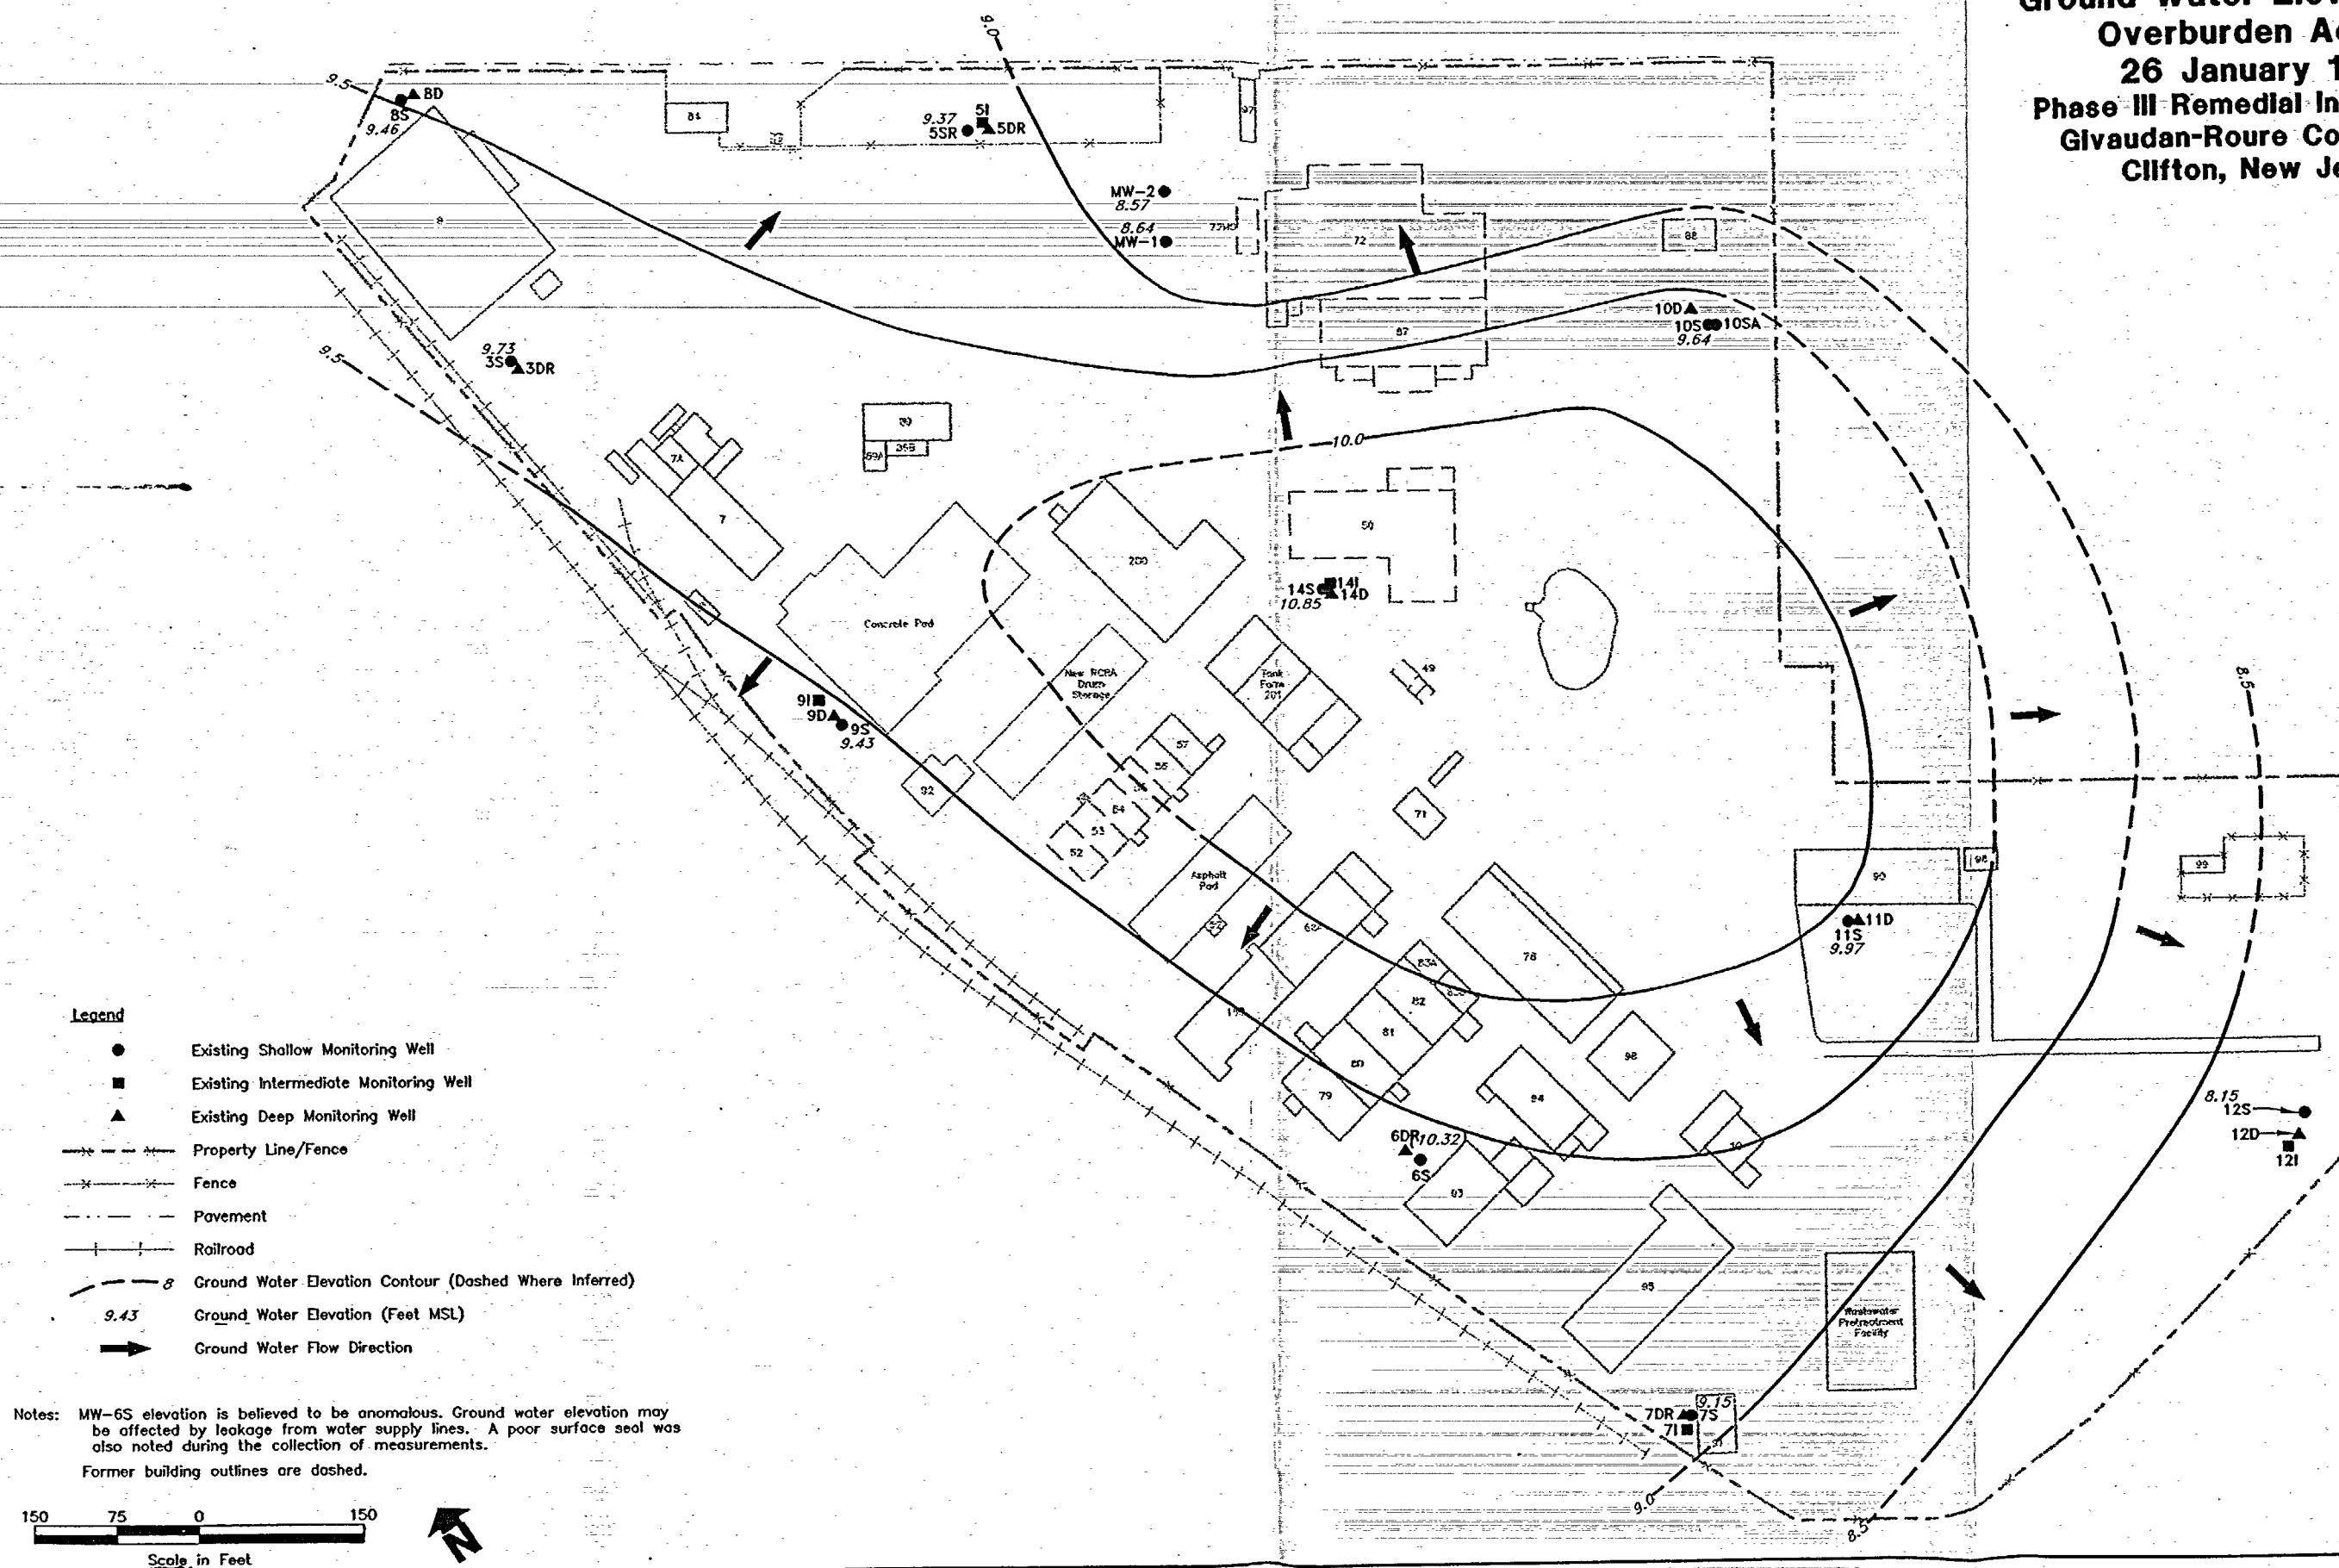 Overburden
26 January
Phase III Remedial
Givaudan-Roure
Clifton, New
9.0
9.5
8D
8S
9.46
84
9.37
5I
5SR
5DR
97
MW-2
8.57
8.64
MW-1
8
72
88
10D
10S
10SA
9.64
87
9.5
9.73
3S
3DR
89
7A
7
10.0
50
200
14S
14I
14D
10.85
Concrete Pad
New RCRA
Drum
Storage
Tank
Farm
201
49
8.5
9I
9D
9S
9.43
92
57
56
54
53
52
71
Asphalt
Pad
90
98
99
11D
11S
9.97
83A
82
81
80
79
78
98
94
8.15
12S
12D
12I
6DR
(10.32)
6S
93
95
Wastewater
Pretreatment
Facility
9.15
7DR
7S
7I
9.0
8.5
Legend
Existing Shallow Monitoring Well
Existing Intermediate Monitoring Well
Existing Deep Monitoring Well
Property Line/Fence
Fence
Pavement
Railroad
8 Ground Water Elevation Contour (Dashed Where Inferred)
9.43 Ground Water Elevation (Feet MSL)
Ground Water Flow Direction
Notes: MW-6S elevation is believed to be anomalous. Ground water elevation may
be affected by leakage from water supply lines. A poor surface seal was
also noted during the collection of measurements.
Former building outlines are dashed.
150 75 0 150
Scale in Feet
N